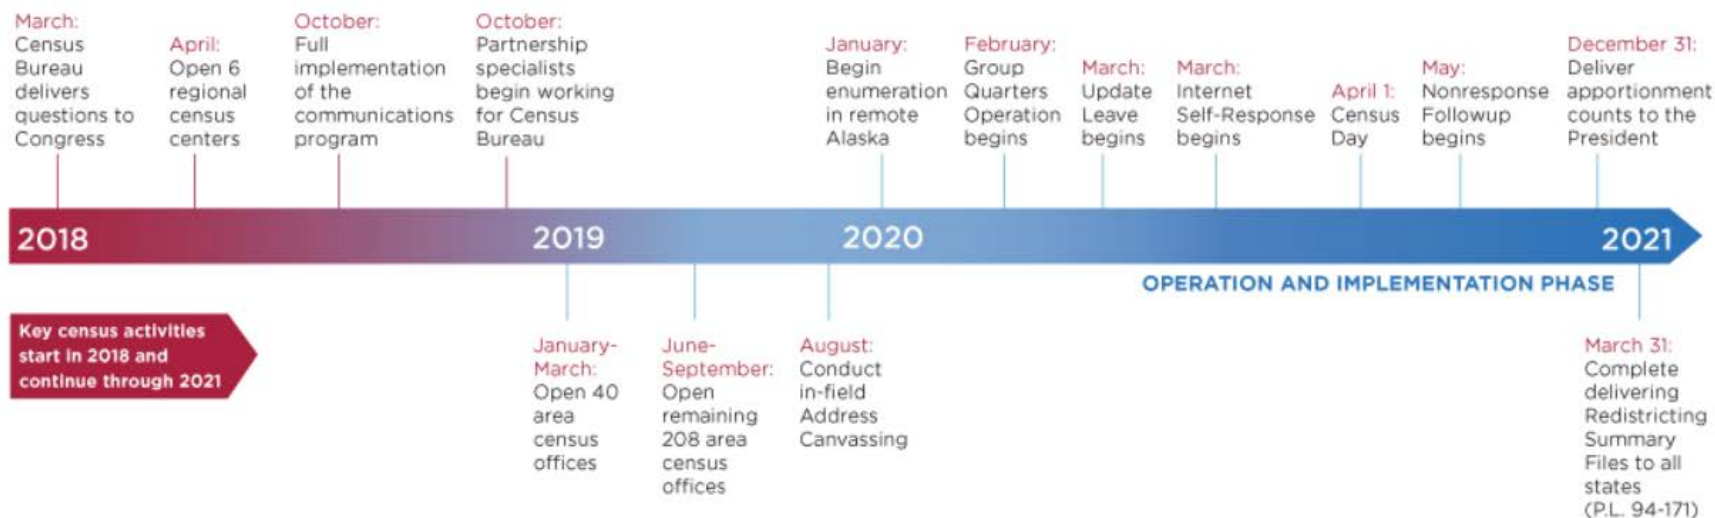 March:
Census
Bureau
delivers
questions to
Congress
April:
Open 6
regional
census
centers
October:
Full
implementation
of the
communications
program
October:
Partnership
specialists
begin working
for Census
Bureau
January:
Begin
enumeration
in remote
Alaska
February:
Group
Quarters
Operation
begins
March:
Update
Leave
begins
March:
Internet
Self-Response
begins
April 1:
Census
Day
May:
Nonresponse
Followup
begins
December 31:
Deliver
apportionment
counts to the
President
2018
2019
2020
2021
OPERATION AND IMPLEMENTATION PHASE
Key census activities
start in 2018 and
continue through 2021
January-
March:
Open 40
area
census
offices
June-
September:
Open
remaining
208 area
census
offices
August:
Conduct
in-field
Address
Canvassing
March 31:
Complete
delivering
Redistricting
Summary
Files to all
states
(P.L. 94-171)